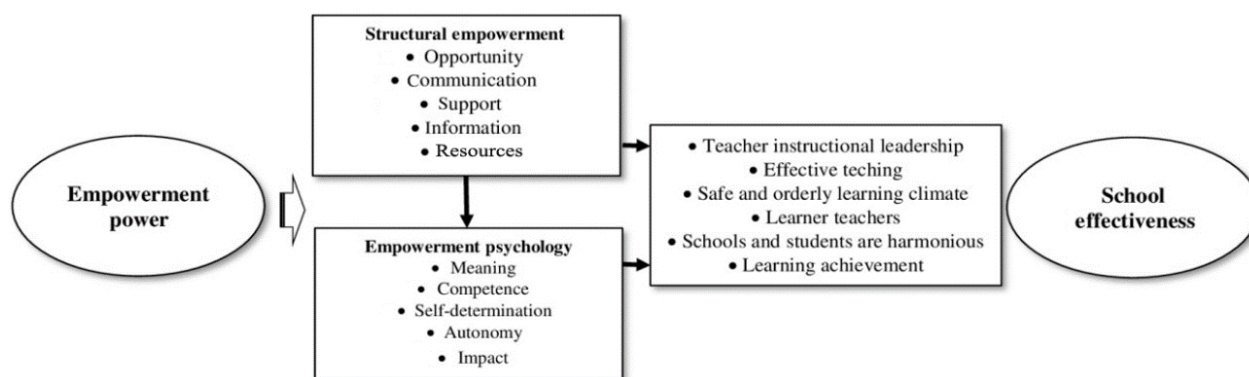 Empowerment
power
Structural empowerment
• Opportunity
• Communication
• Support
• Information
• Resources
Empowerment psychology
• Meaning
• Competence
• Self-determination
• Autonomy
• Impact
• Teacher instructional leadership
• Effective teching
• Safe and orderly learning climate
• Learner teachers
• Schools and students are harmonious
• Learning achievement
School
effectiveness